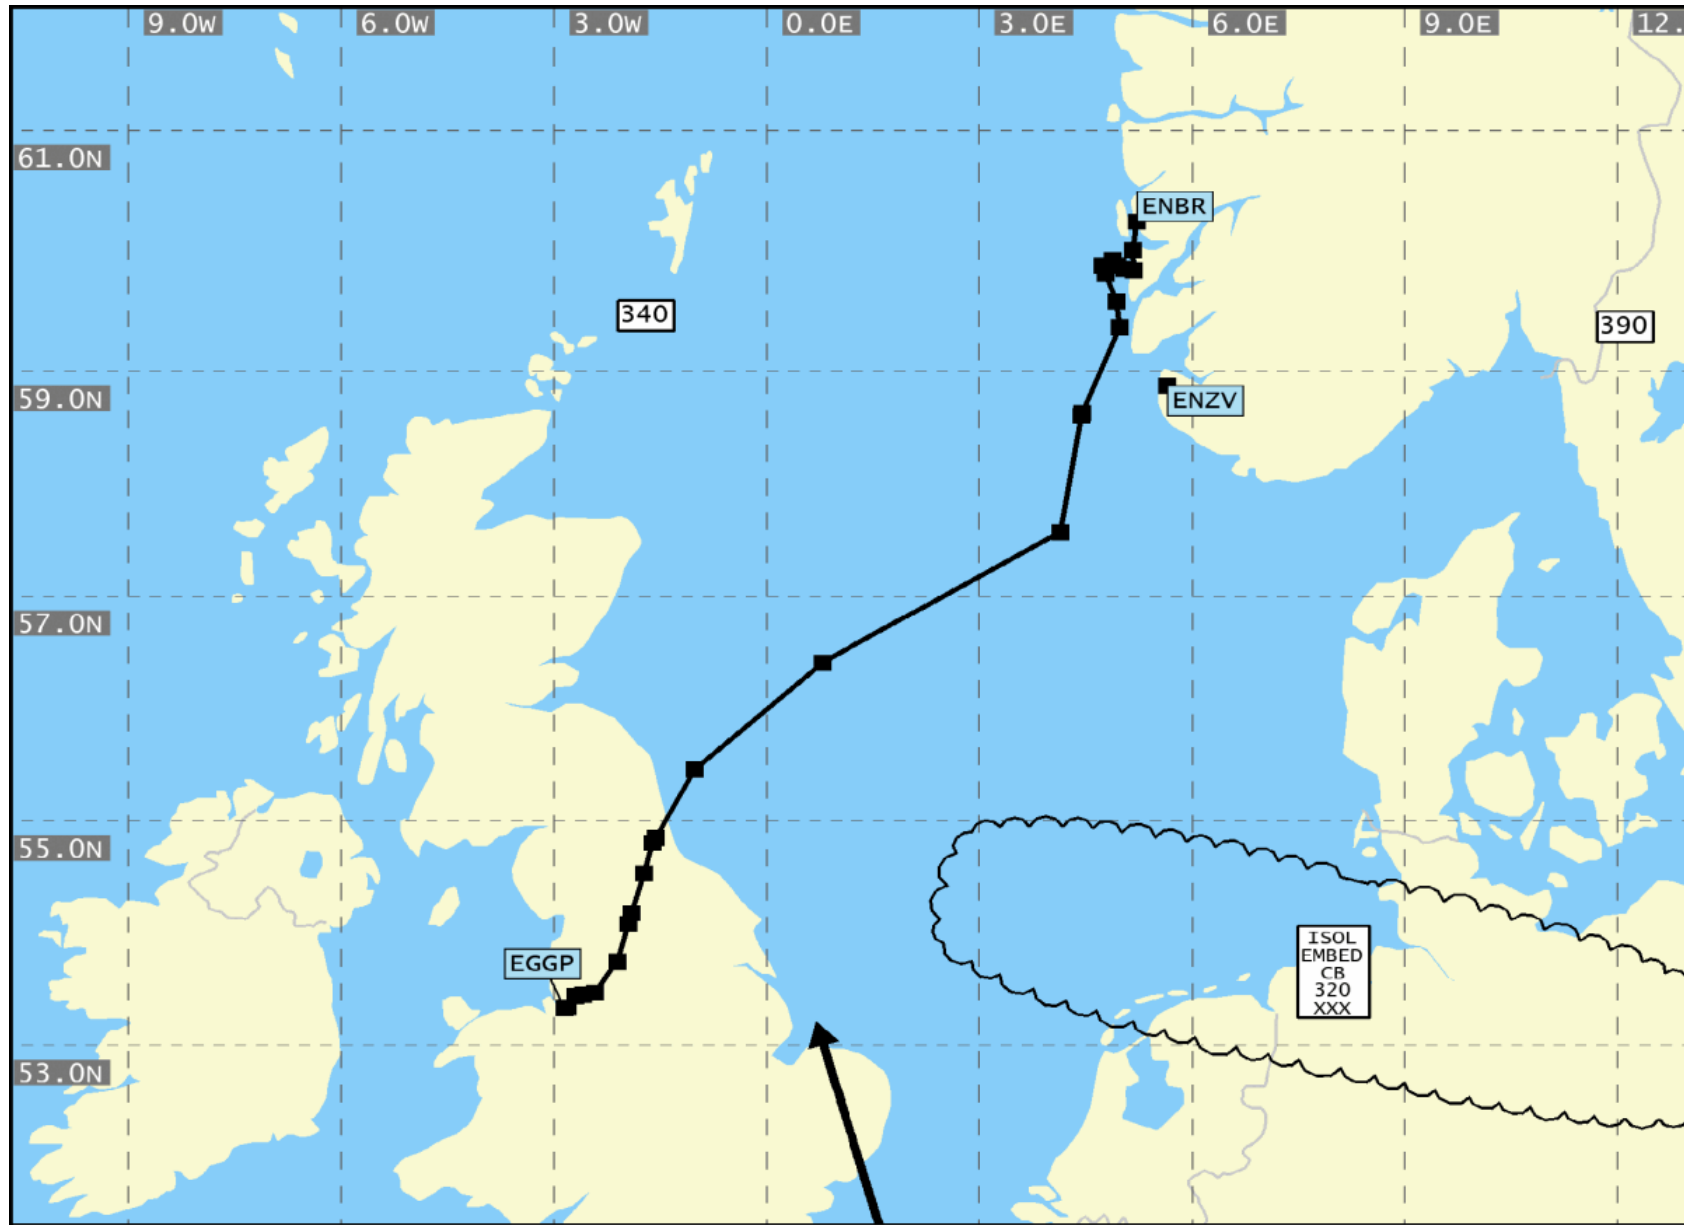 9.0W 6.0W 3.0W 0.0E 3.0E 6.0E 9.0E 12.
61.0N
ENBR
340
390
59.0N
ENZV
57.0N
55.0N
ISOL
EMBED
CB
320
XXX
EGGP
53.0N